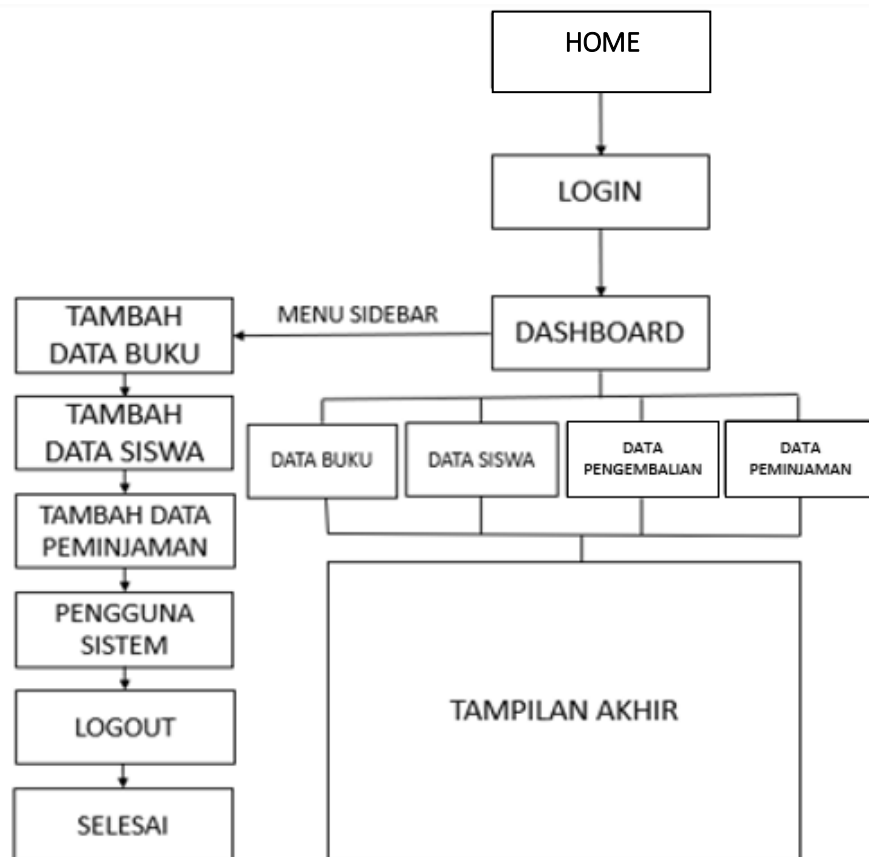 HOME
LOGIN
DASHBOARD
MENU SIDEBAR
TAMBAH
DATA BUKU
TAMBAH
DATA SISWA
TAMBAH DATA
PEMINJAMAN
PENGGUNA
SISTEM
LOGOUT
SELESAI
DATA BUKU
DATA SISWA
DATA
PENGEMBALIAN
DATA
PEMINJAMAN
TAMPILAN AKHIR